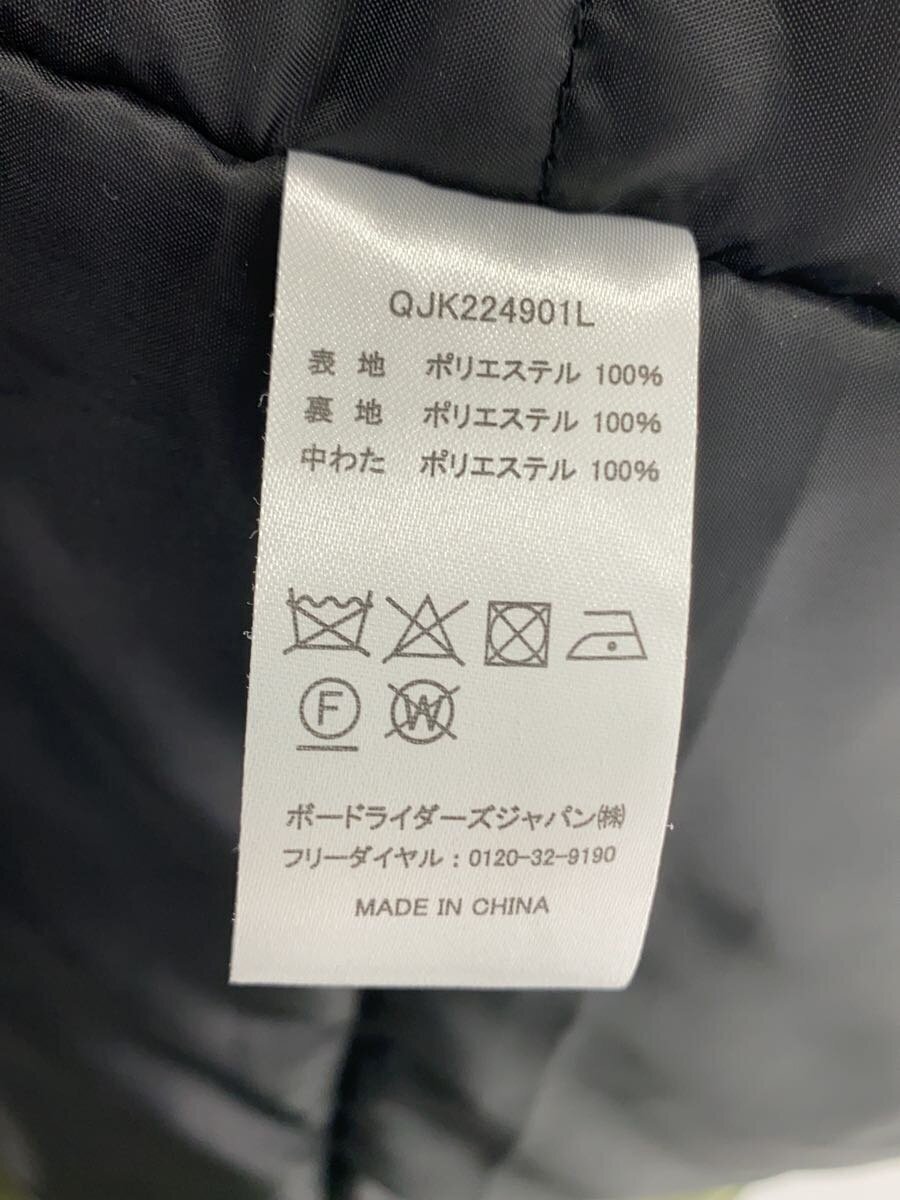 QJK224901L
表 地 ポリエステル 100%
裏 地 ポリエステル 100%
中わた ポリエステル 100%
F W
ボードライダーズジャパン㈱
フリーダイヤル : 0120-32-9190
MADE IN CHINA